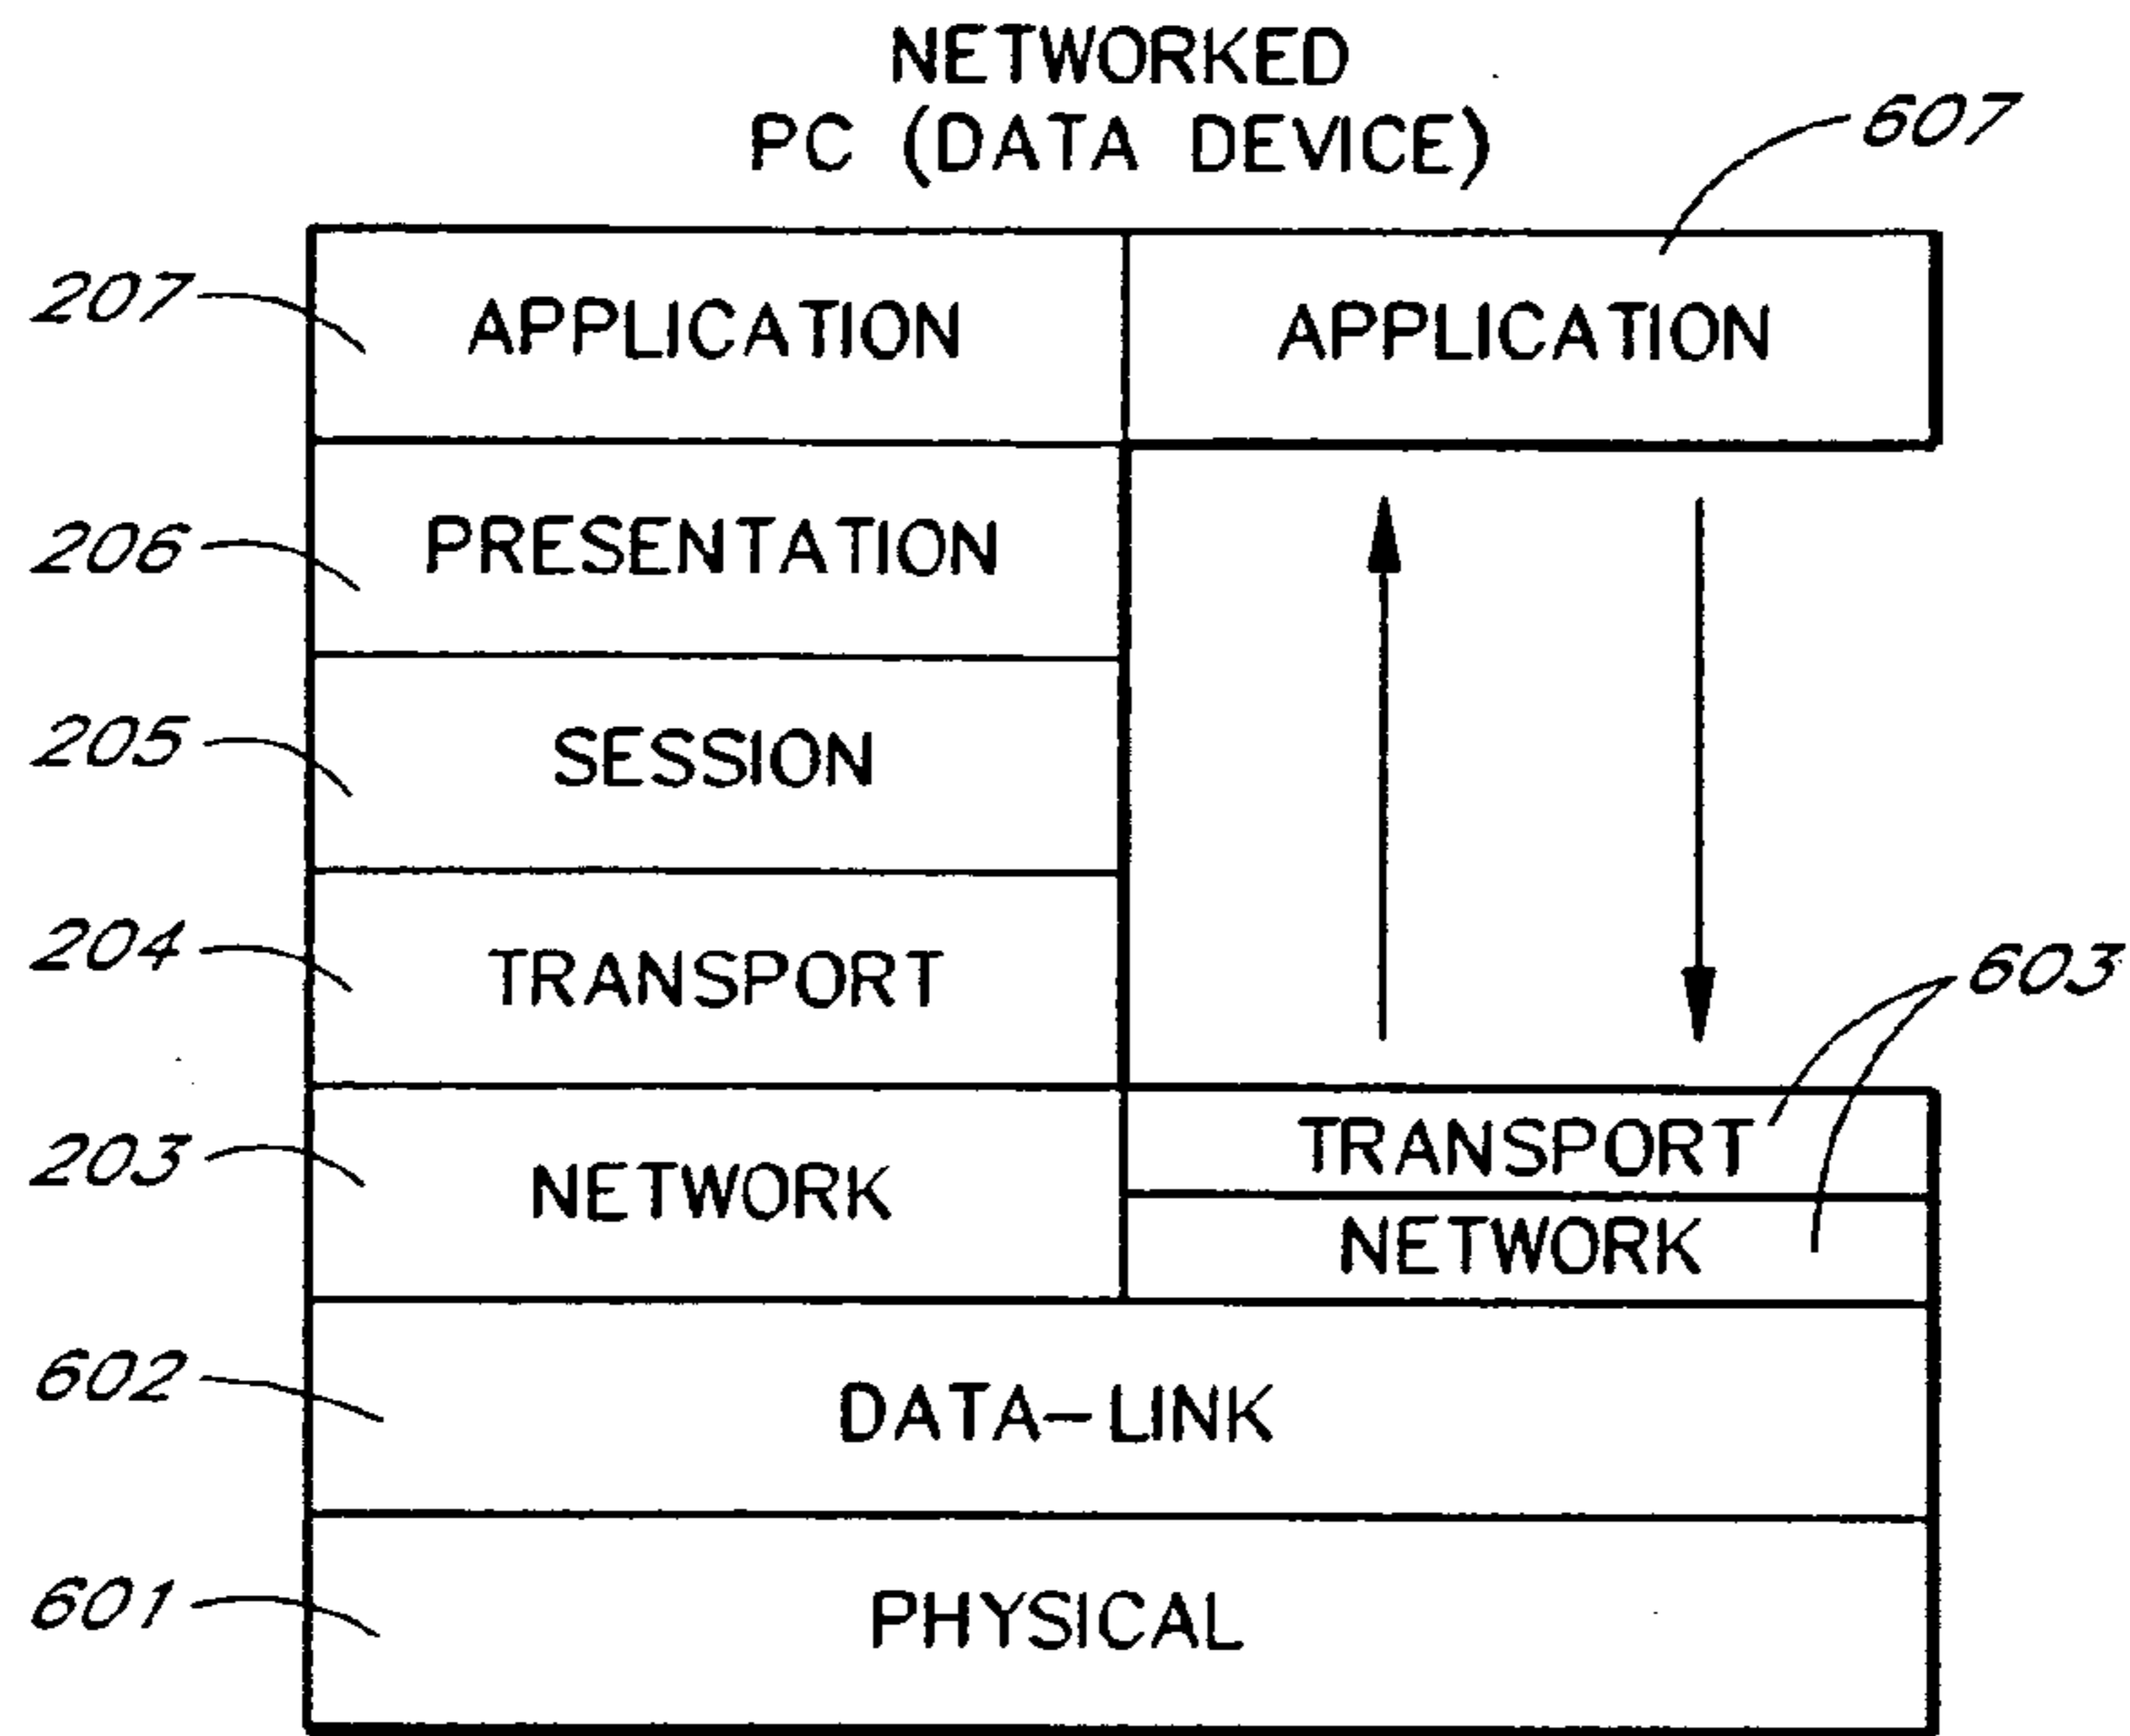 NETWORKED
PC (DATA DEVICE)
607
207
APPLICATION
APPLICATION
206
PRESENTATION
205
SESSION
204
TRANSPORT
603
203
NETWORK
TRANSPORT
NETWORK
602
DATA-LINK
601
PHYSICAL